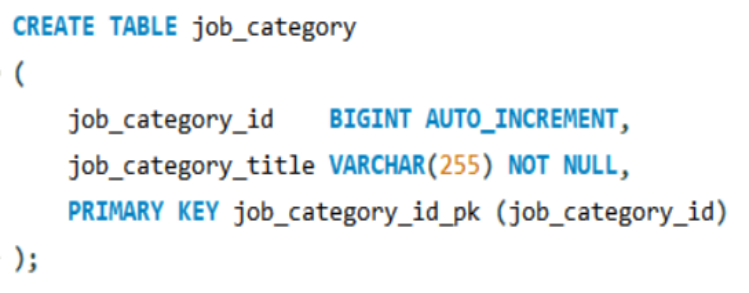 CREATE TABLE job_category
(
job_category_id BIGINT AUTO_INCREMENT,
job_category_title VARCHAR(255) NOT NULL,
PRIMARY KEY job_category_id_pk (job_category_id)
);